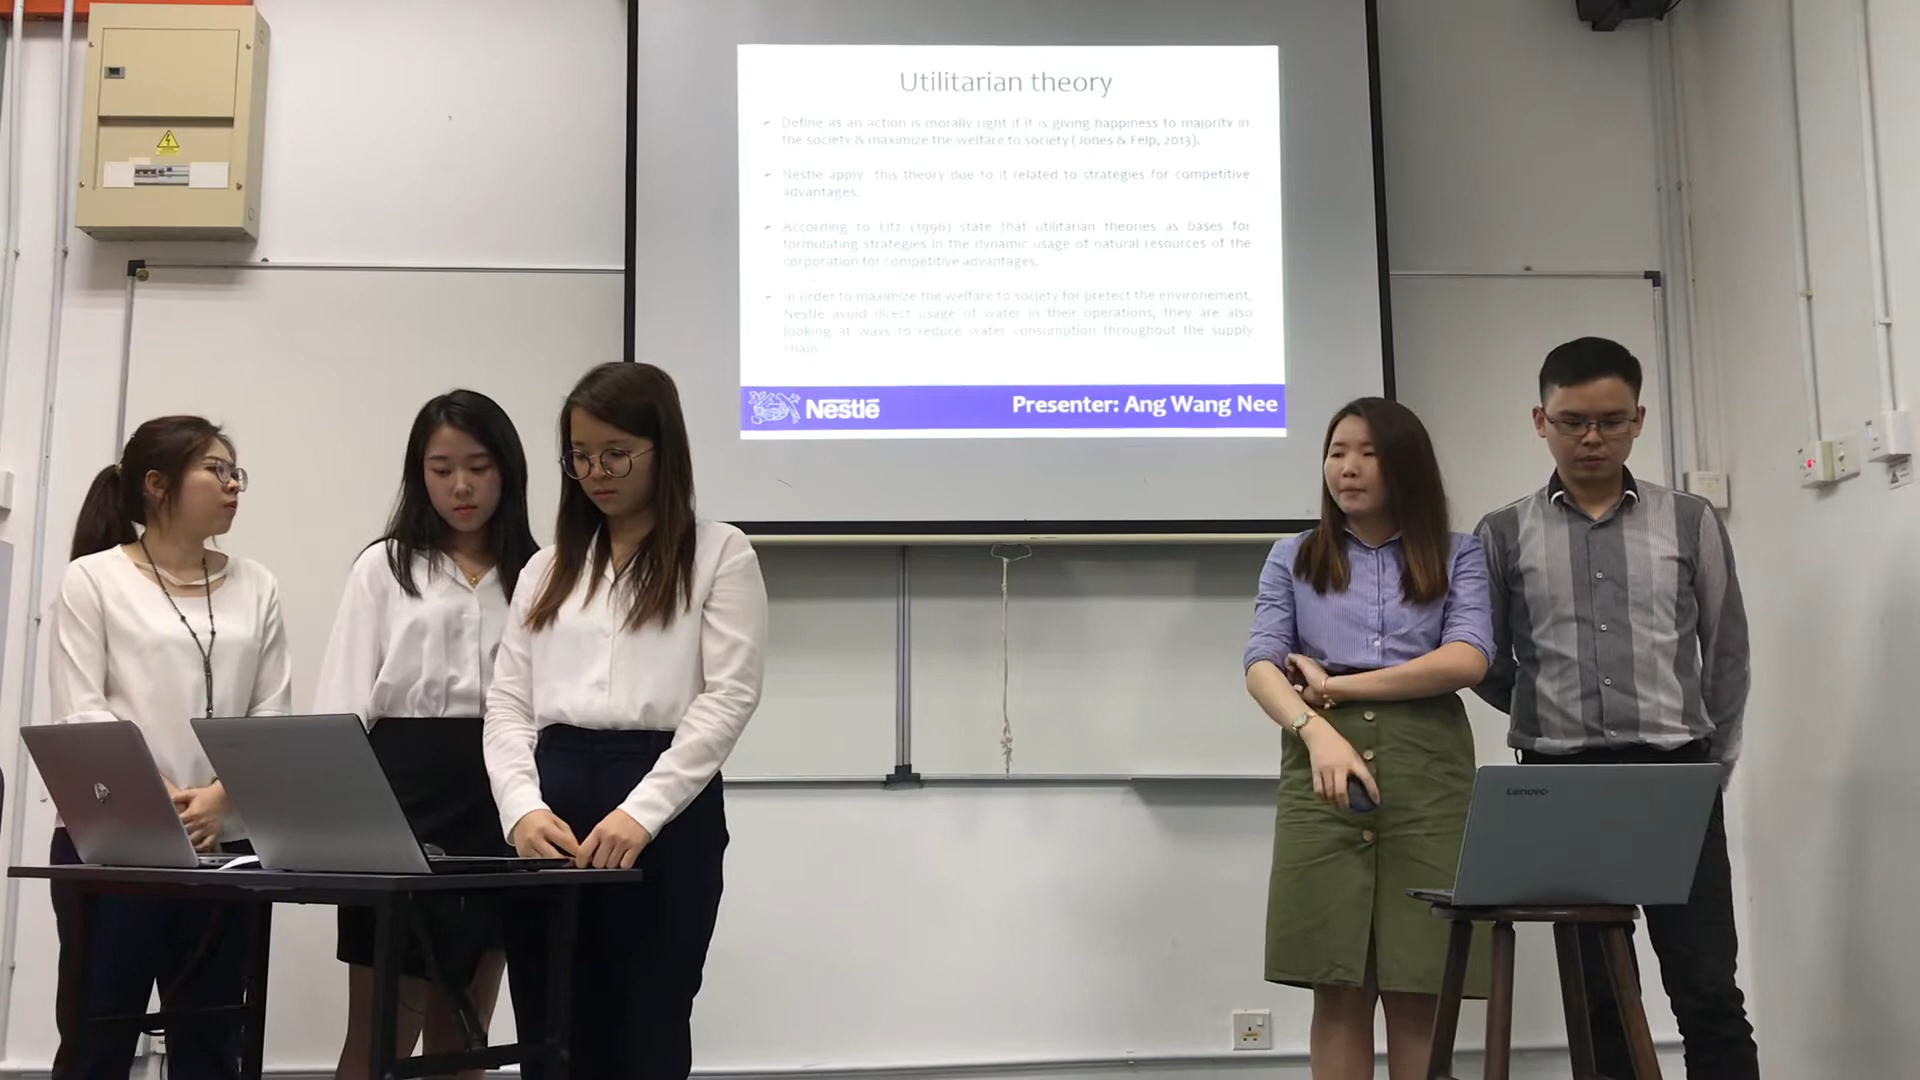 Utilitarian theory
Define as an action is morally right if it is giving happiness to majority in
the society & maximize the welfare to society (Jones & Felp, 2013).
Nestle apply this theory due to it related to strategies for competitive
advantages.
According to Litz (1996) state that utilitarian theories as bases for
formulating strategies in the dynamic usage of natural resources of the
corporation for competitive advantages.
In order to maximize the welfare to society for pretect the environement,
Nestle avoid direct usage of water in their operations, they are also
looking at ways to reduce water consumption throughout the supply
chain
Nestle
Presenter: Ang Wang Nee
Lenovo